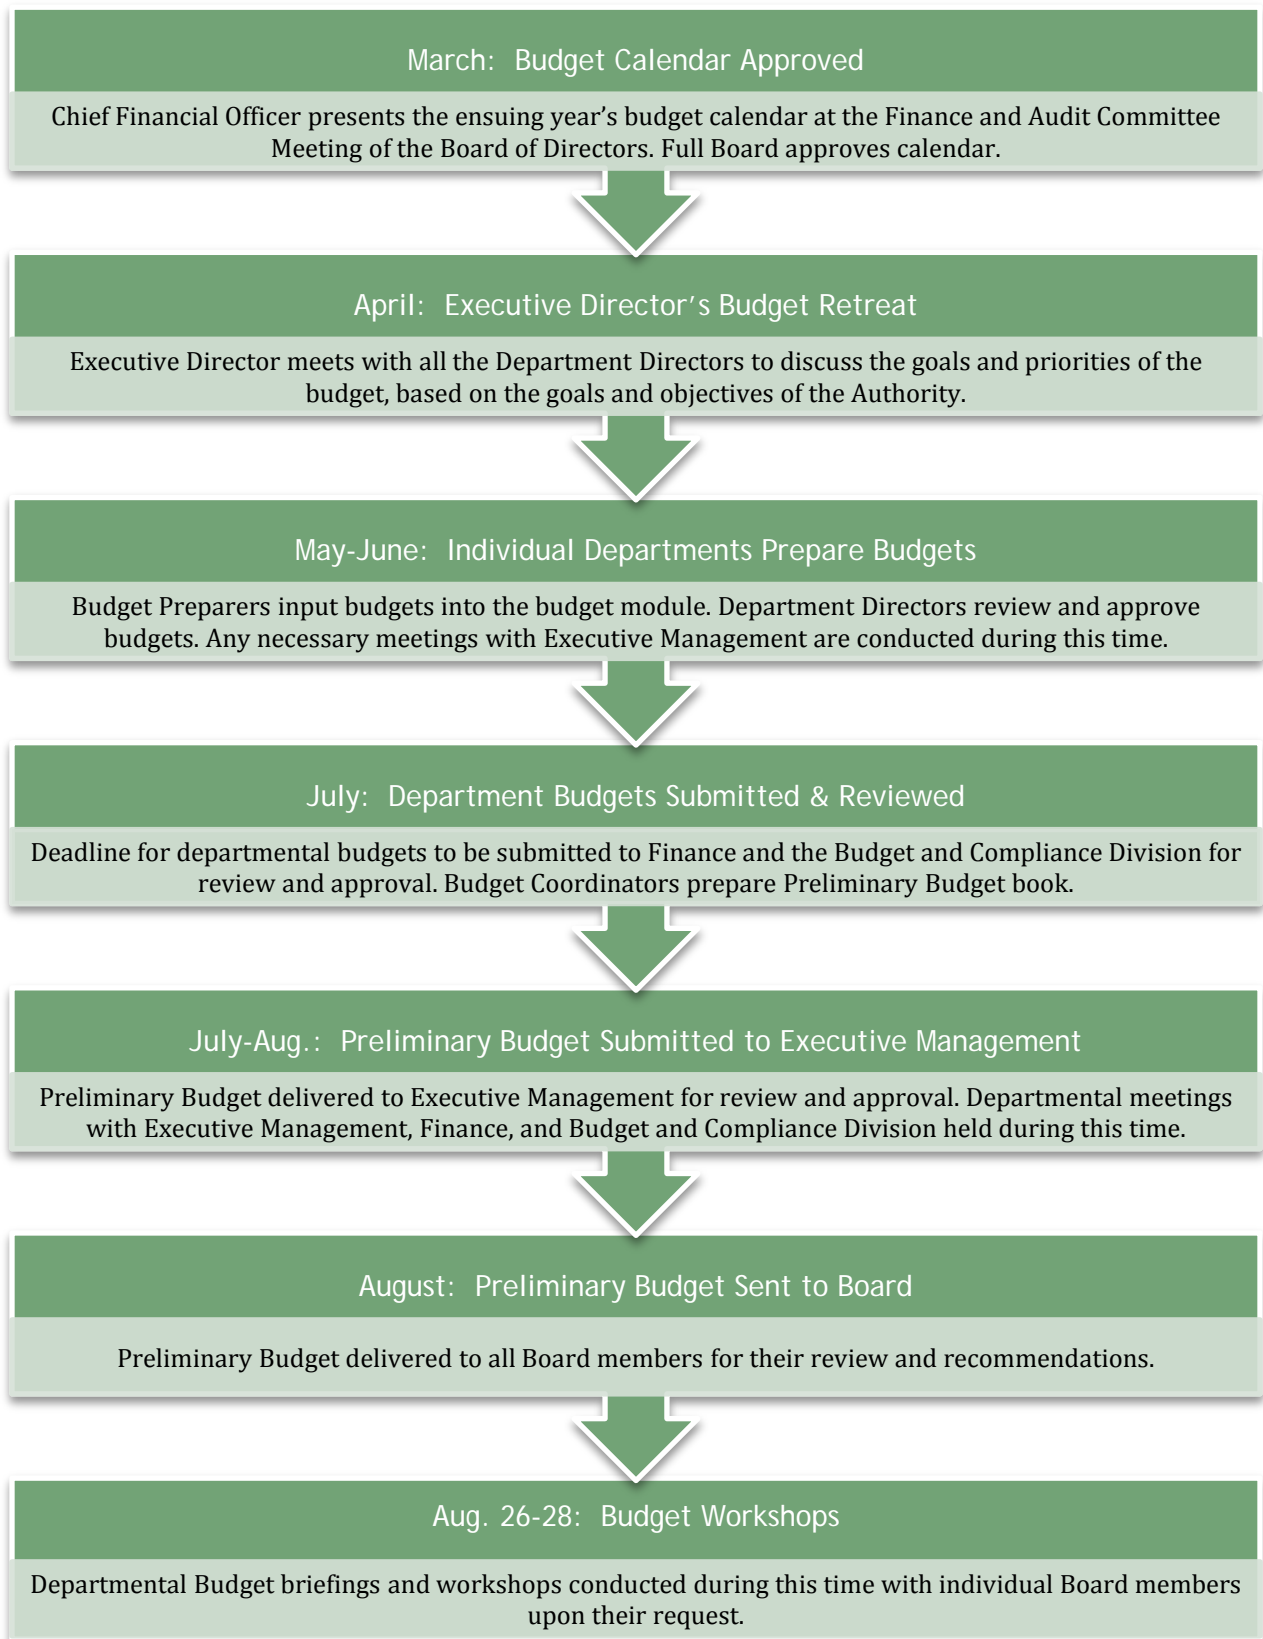 March: Budget Calendar Approved
Chief Financial Officer presents the ensuing year’s budget calendar at the Finance and Audit Committee
Meeting of the Board of Directors. Full Board approves calendar.
April: Executive Director’s Budget Retreat
Executive Director meets with all the Department Directors to discuss the goals and priorities of the
budget, based on the goals and objectives of the Authority.
May-June: Individual Departments Prepare Budgets
Budget Preparers input budgets into the budget module. Department Directors review and approve
budgets. Any necessary meetings with Executive Management are conducted during this time.
July: Department Budgets Submitted & Reviewed
Deadline for departmental budgets to be submitted to Finance and the Budget and Compliance Division for
review and approval. Budget Coordinators prepare Preliminary Budget book.
July-Aug.: Preliminary Budget Submitted to Executive Management
Preliminary Budget delivered to Executive Management for review and approval. Departmental meetings
with Executive Management, Finance, and Budget and Compliance Division held during this time.
August: Preliminary Budget Sent to Board
Preliminary Budget delivered to all Board members for their review and recommendations.
Aug. 26-28: Budget Workshops
Departmental Budget briefings and workshops conducted during this time with individual Board members
upon their request.